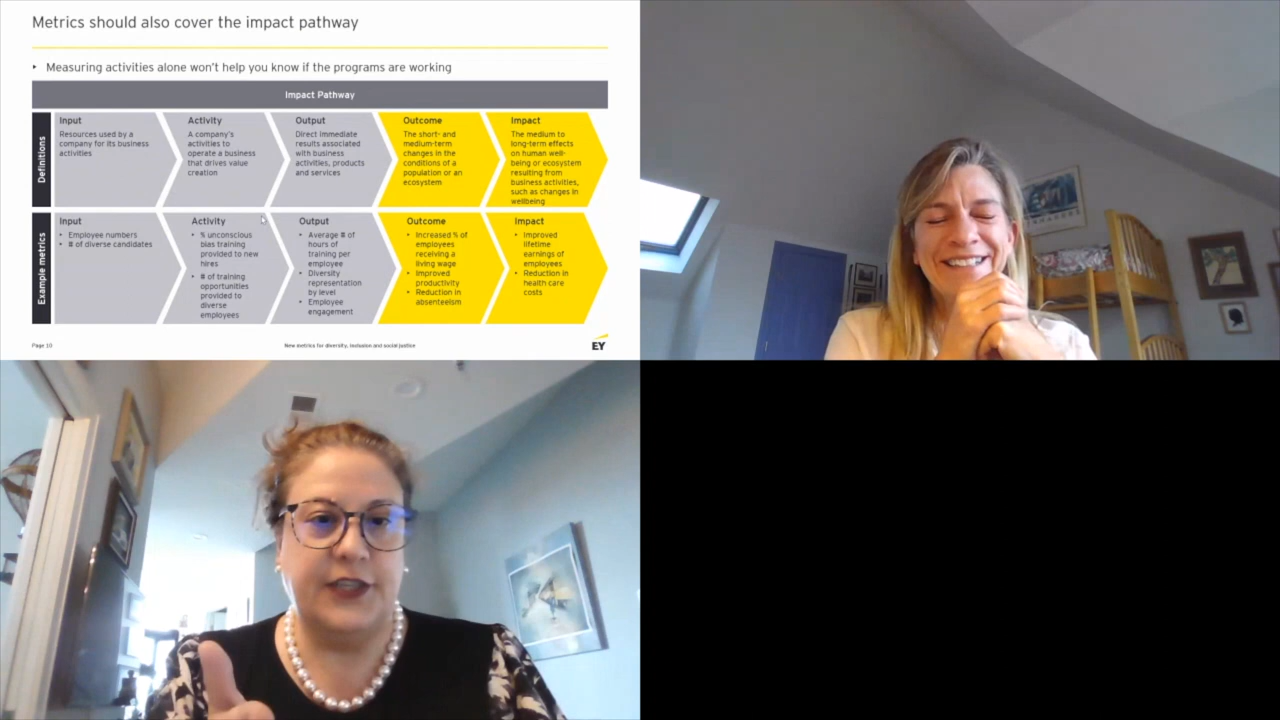 Metrics should also cover the impact pathway
‣ Measuring activities alone won't help you know if the programs are working
Impact Pathway
Definitions
Input
Resources used by a
company for its business
activities
Activity
A company's
activities to
operate a business
that drives value
creation
Output
Direct immediate
results associated
with business
activities, products
and services
Outcome
The short- and
medium-term
changes in the
conditions of a
population or an
ecosystem
Impact
The medium to
long-term effects
on human well-
being or ecosystem
resulting from
business activities,
such as changes in
wellbeing
Example metrics
Input
• Employee numbers
• # of diverse candidates
Activity
• % unconscious
bias training
provided to new
hires
• # of training
opportunities
provided to
diverse
employees
Output
• Average # of
hours of
training per
employee
• Diversity
representation
by level
• Employee
engagement
Outcome
• Increased % of
employees
receiving a
living wage
• Improved
productivity
• Reduction in
absenteeism
Impact
• Improved
lifetime
earnings of
employees
• Reduction in
health care
costs
Page 10
New metrics for diversity, inclusion and social justice
EY